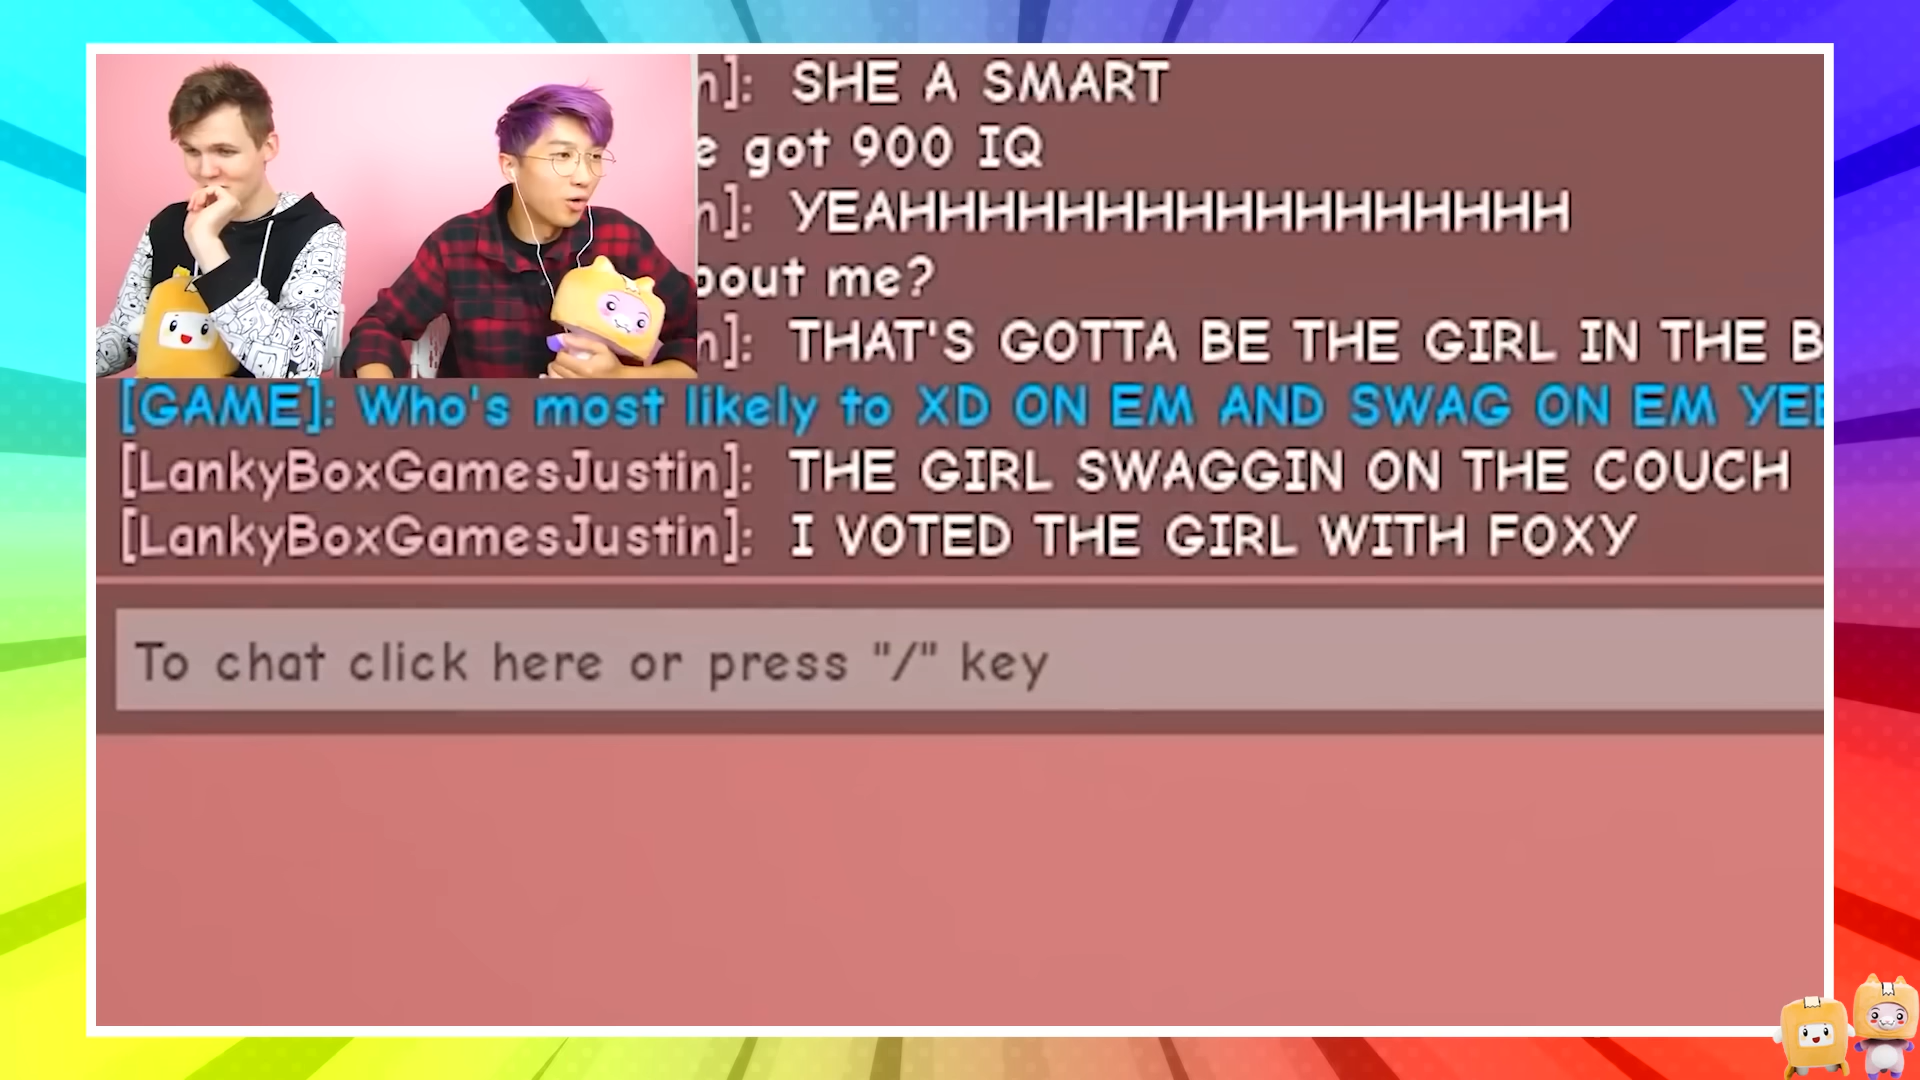 n]: SHE A SMART
e got 900 IQ
n]: YEAHHHHHHHHHHHHHHHHHH
bout me?
n]: THAT'S GOTTA BE THE GIRL IN THE B
[GAME]: Who's most likely to XD ON EM AND SWAG ON EM YEE
[LankyBoxGamesJustin]: THE GIRL SWAGGIN ON THE COUCH
[LankyBoxGamesJustin]: I VOTED THE GIRL WITH FOXY
To chat click here or press "/" key